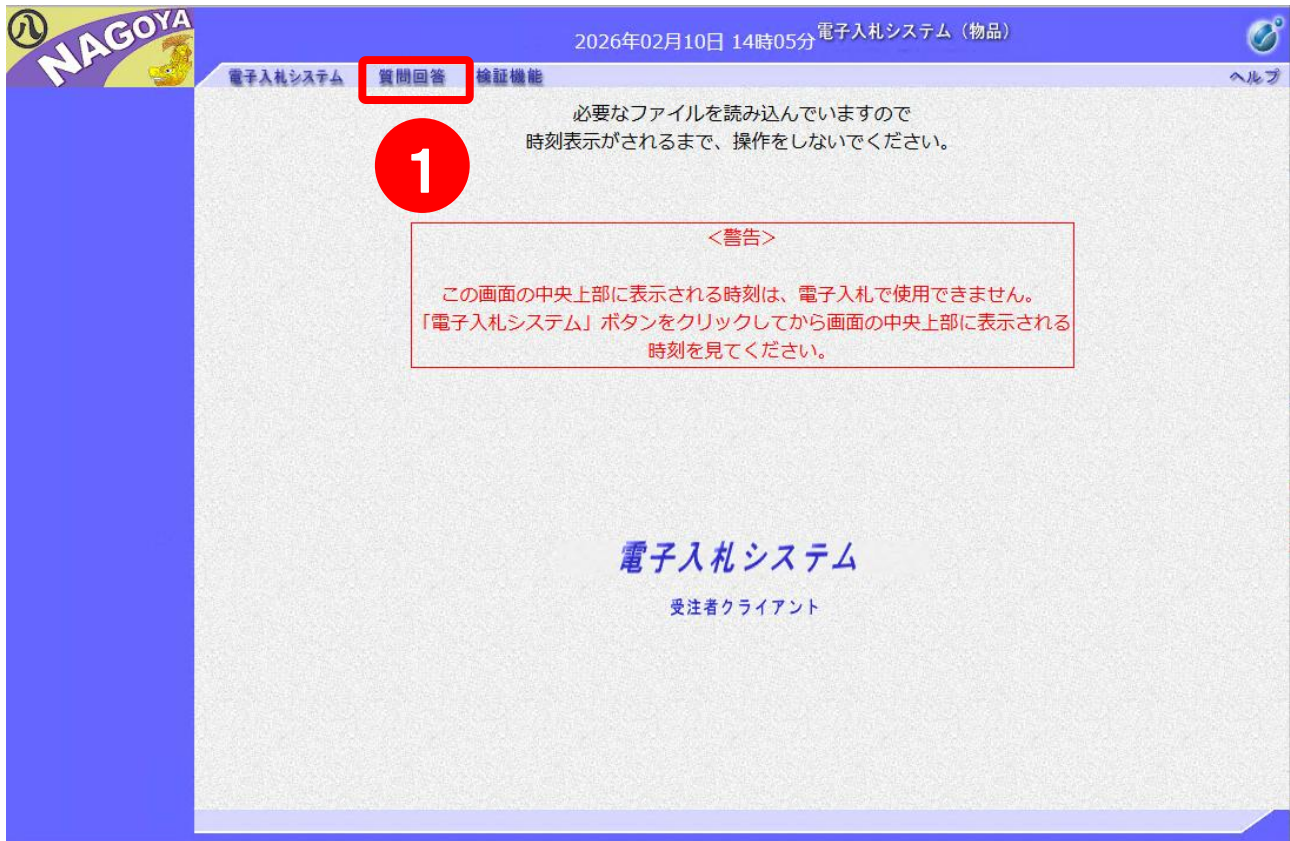 八
NAGOYA
2026年02月10日 14時05分 電子入札システム（物品）
電子入札システム 質問回答 検証機能 ヘルプ
必要なファイルを読み込んでいますので
時刻表示がされるまで、操作をしないでください。
1
＜警告＞
この画面の中央上部に表示される時刻は、電子入札で使用できません。
「電子入札システム」ボタンをクリックしてから画面の中央上部に表示される
時刻を見てください。
電子入札システム
受注者クライアント